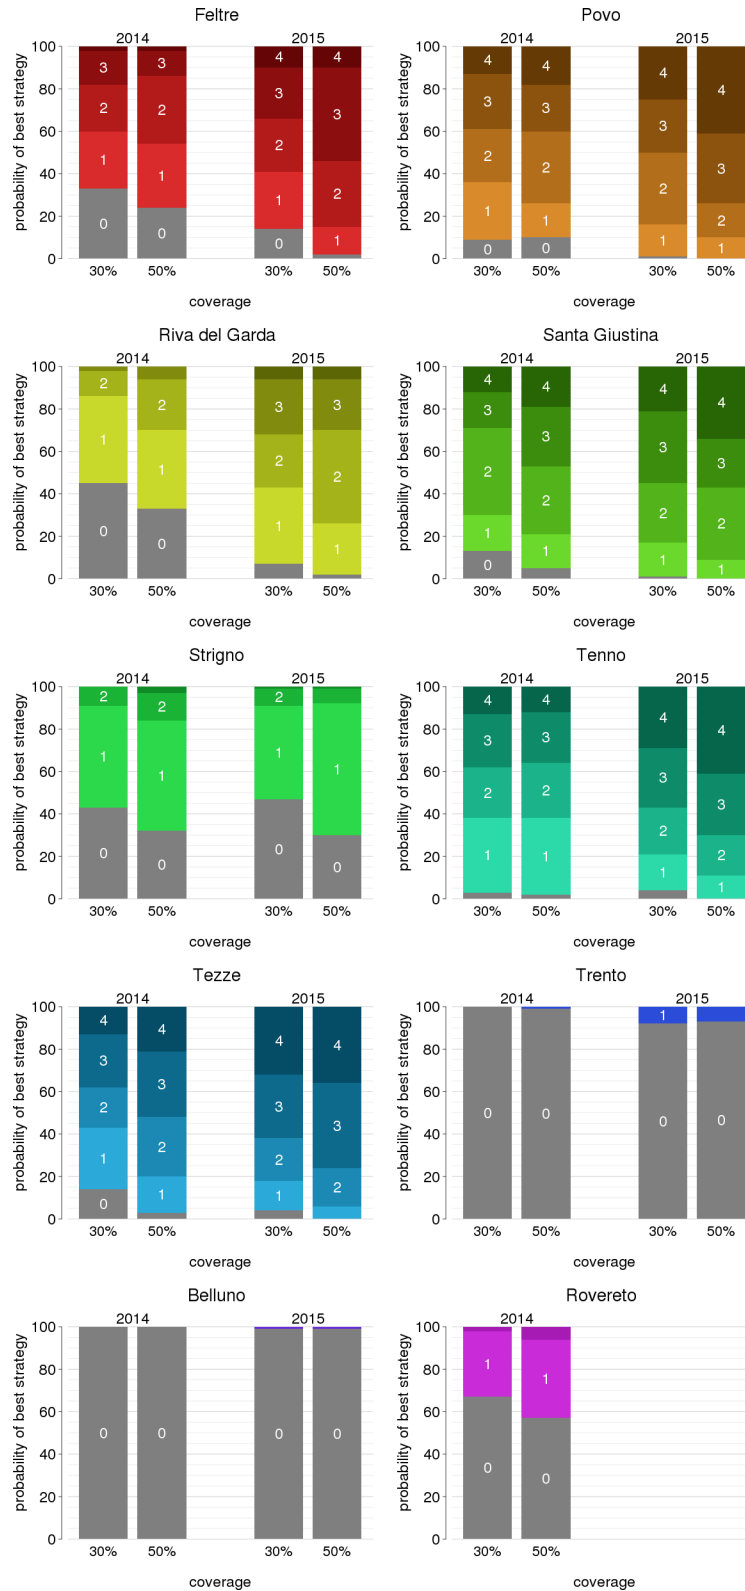 Feltre
2014 2015
probability of best strategy
100
80
60
40
20
0
3 3 4 4
2 2 3 3
1 1 2 2
0 0 1 1
0
30% 50% 30% 50%
coverage
Povo
2014 2015
probability of best strategy
100
80
60
40
20
0
4 4 4 4
3 3 3 3
2 2 2 2
1 1 1 1
0 0
30% 50% 30% 50%
coverage
Riva del Garda
2014 2015
probability of best strategy
100
80
60
40
20
0
2 2 3 3
1 1 2 2
0 0 1 1
30% 50% 30% 50%
coverage
Santa Giustina
2014 2015
probability of best strategy
100
80
60
40
20
0
4 4 4 4
3 3 3 3
2 2 2 2
1 1 1 1
0
30% 50% 30% 50%
coverage
Strigno
2014 2015
probability of best strategy
100
80
60
40
20
0
2 2 2
1 1 1 1
0 0 0 0
30% 50% 30% 50%
coverage
Tenno
2014 2015
probability of best strategy
100
80
60
40
20
0
4 4 4 4
3 3 3 3
2 2 2 2
1 1 1 1
30% 50% 30% 50%
coverage
Tezze
2014 2015
probability of best strategy
100
80
60
40
20
0
4 4 4 4
3 3 3 3
2 2 2 2
1 1 1
0
30% 50% 30% 50%
coverage
Trento
2014 2015
probability of best strategy
100
80
60
40
20
0
1
0 0 0 0
30% 50% 30% 50%
coverage
Belluno
2014 2015
probability of best strategy
100
80
60
40
20
0
0 0 0 0
30% 50% 30% 50%
coverage
Rovereto
2014
probability of best strategy
100
80
60
40
20
0
1 1
0 0
30% 50%
coverage